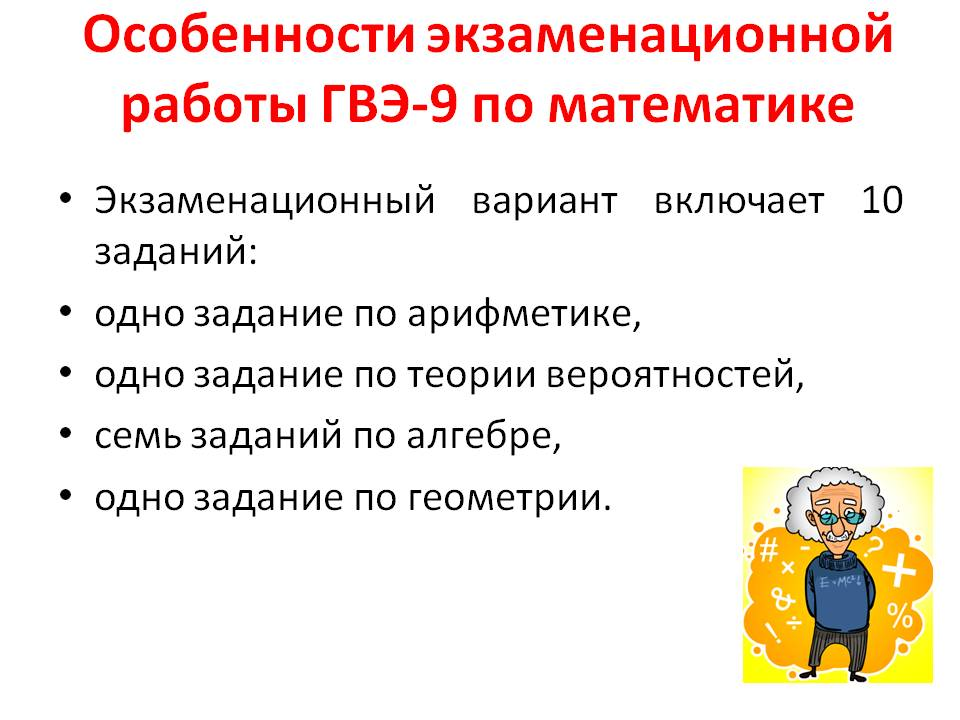 Особенности экзаменационной
работы ГВЭ-9 по математике
• Экзаменационный вариант включает 10
заданий:
• одно задание по арифметике,
• одно задание по теории вероятностей,
• семь заданий по алгебре,
• одно задание по геометрии.
# - ?
× +
E=MC²
& %
! ÷